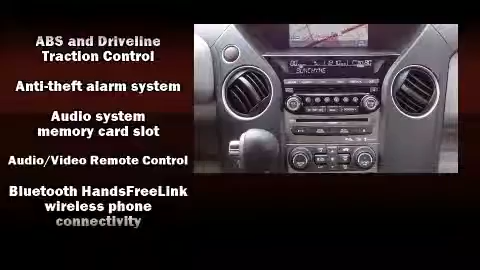 ABS and Driveline
Traction Control
Anti-theft alarm system
Audio system
memory card slot
Audio/Video Remote Control
Bluetooth HandsFreeLink
wireless phone
connectivity